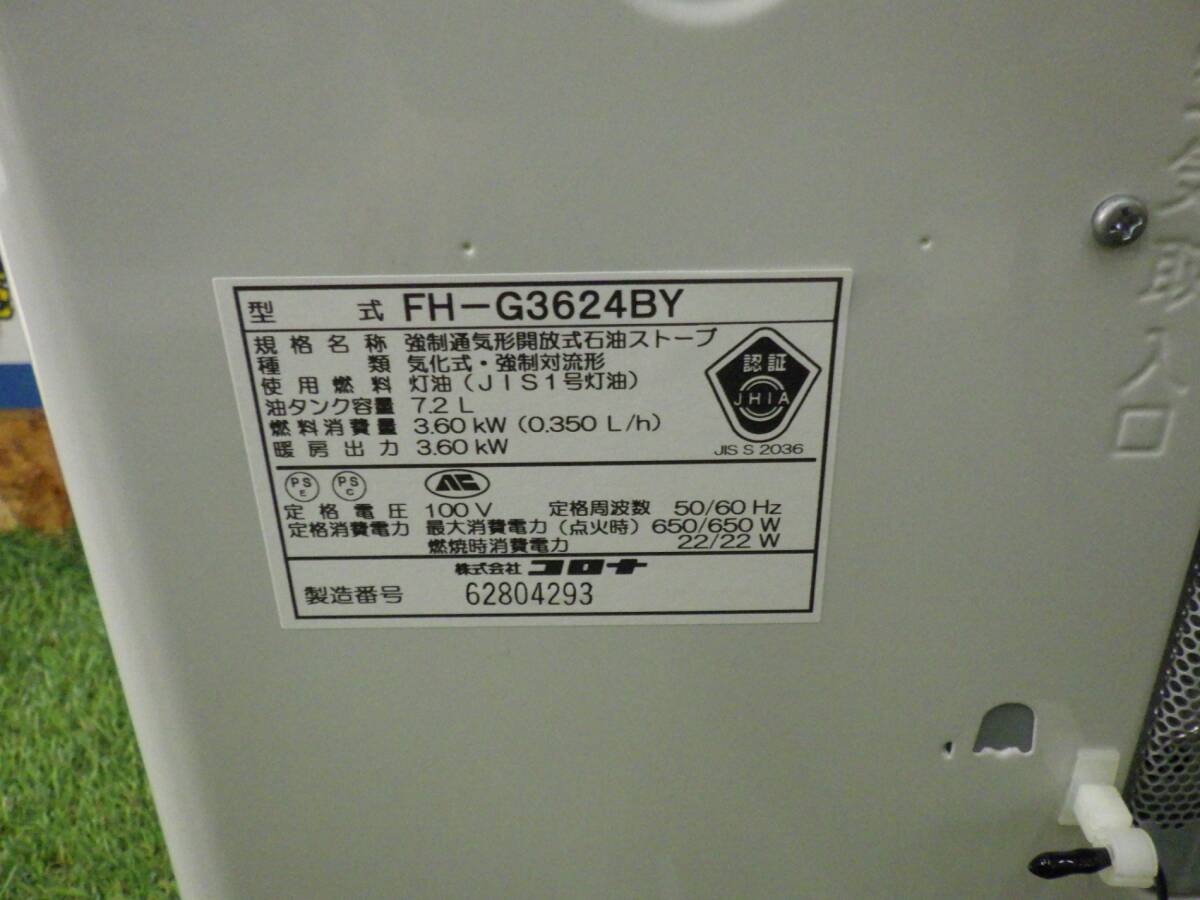 型 式 FH-G3624BY
規格名称 強制通気形開放式石油ストーブ
種 類 気化式・強制対流形
使用燃料 灯油(JIS1号灯油)
油タンク容量 7.2 L
燃料消費量 3.60 kW (0.350 L/h)
暖房出力 3.60 kW
認証
JHIA
JIS S 2036
PS E PS C
定格電圧 100 V 定格周波数 50/60 Hz
定格消費電力 最大消費電力(点火時) 650/650 W
燃焼時消費電力 22/22 W
株式会社 コロナ
製造番号 62804293
気取入口